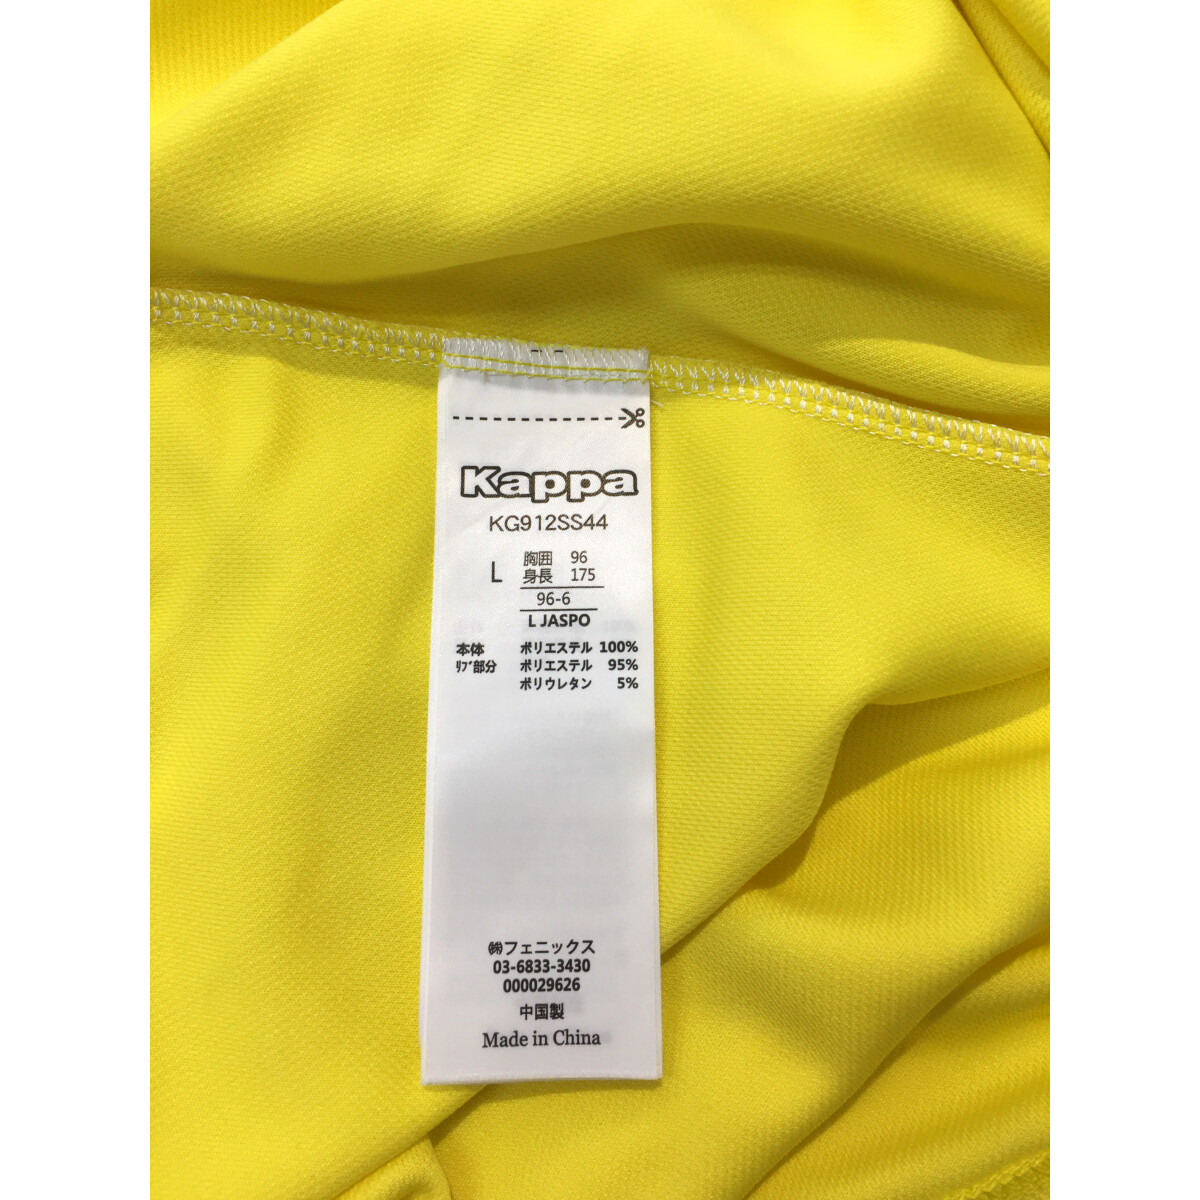 Kappa
KG912SS44
L 胸囲 96
身長 175
96-6
L JASPO
本体 ポリエステル 100%
ﾘﾌﾞ部分 ポリエステル 95%
ポリウレタン 5%
㈱フェニックス
03-6833-3430
000029626
中国製
Made in China